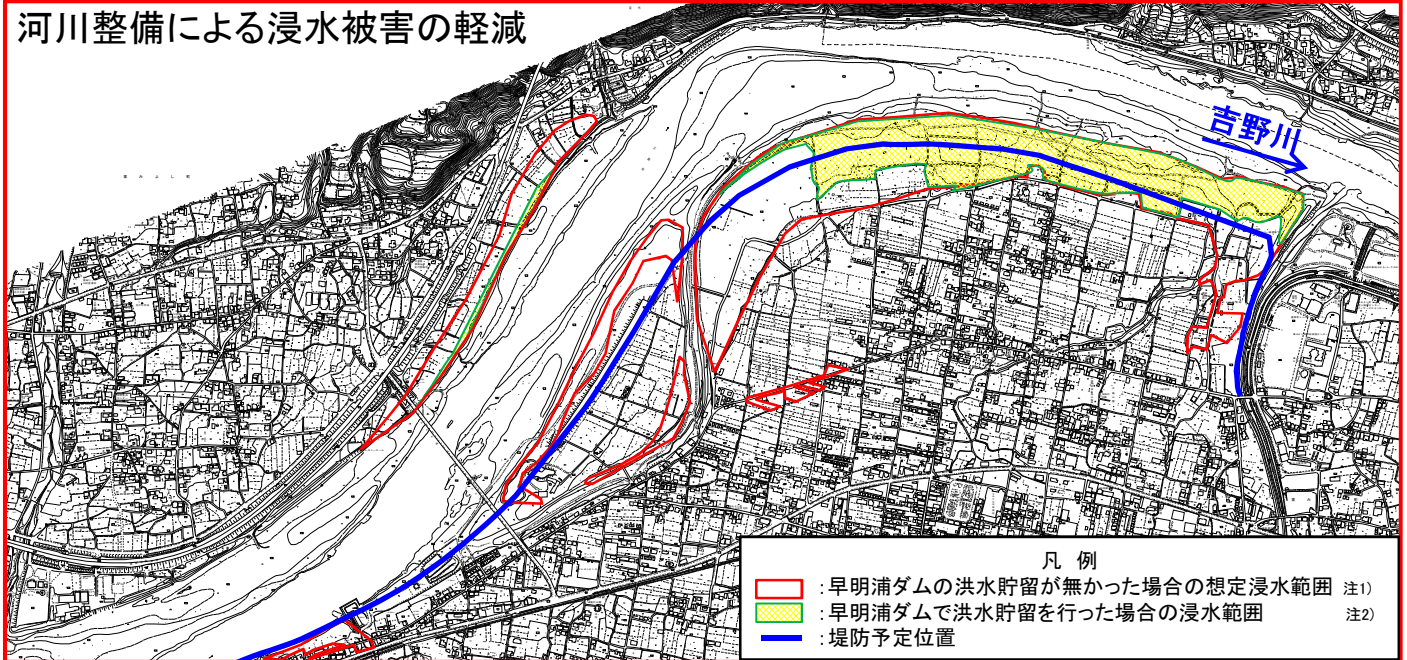 河川整備による浸水被害の軽減
吉野川
凡 例
:早明浦ダムの洪水貯留が無かった場合の想定浸水範囲 注1)
:早明浦ダムで洪水貯留を行った場合の浸水範囲 注2)
:堤防予定位置